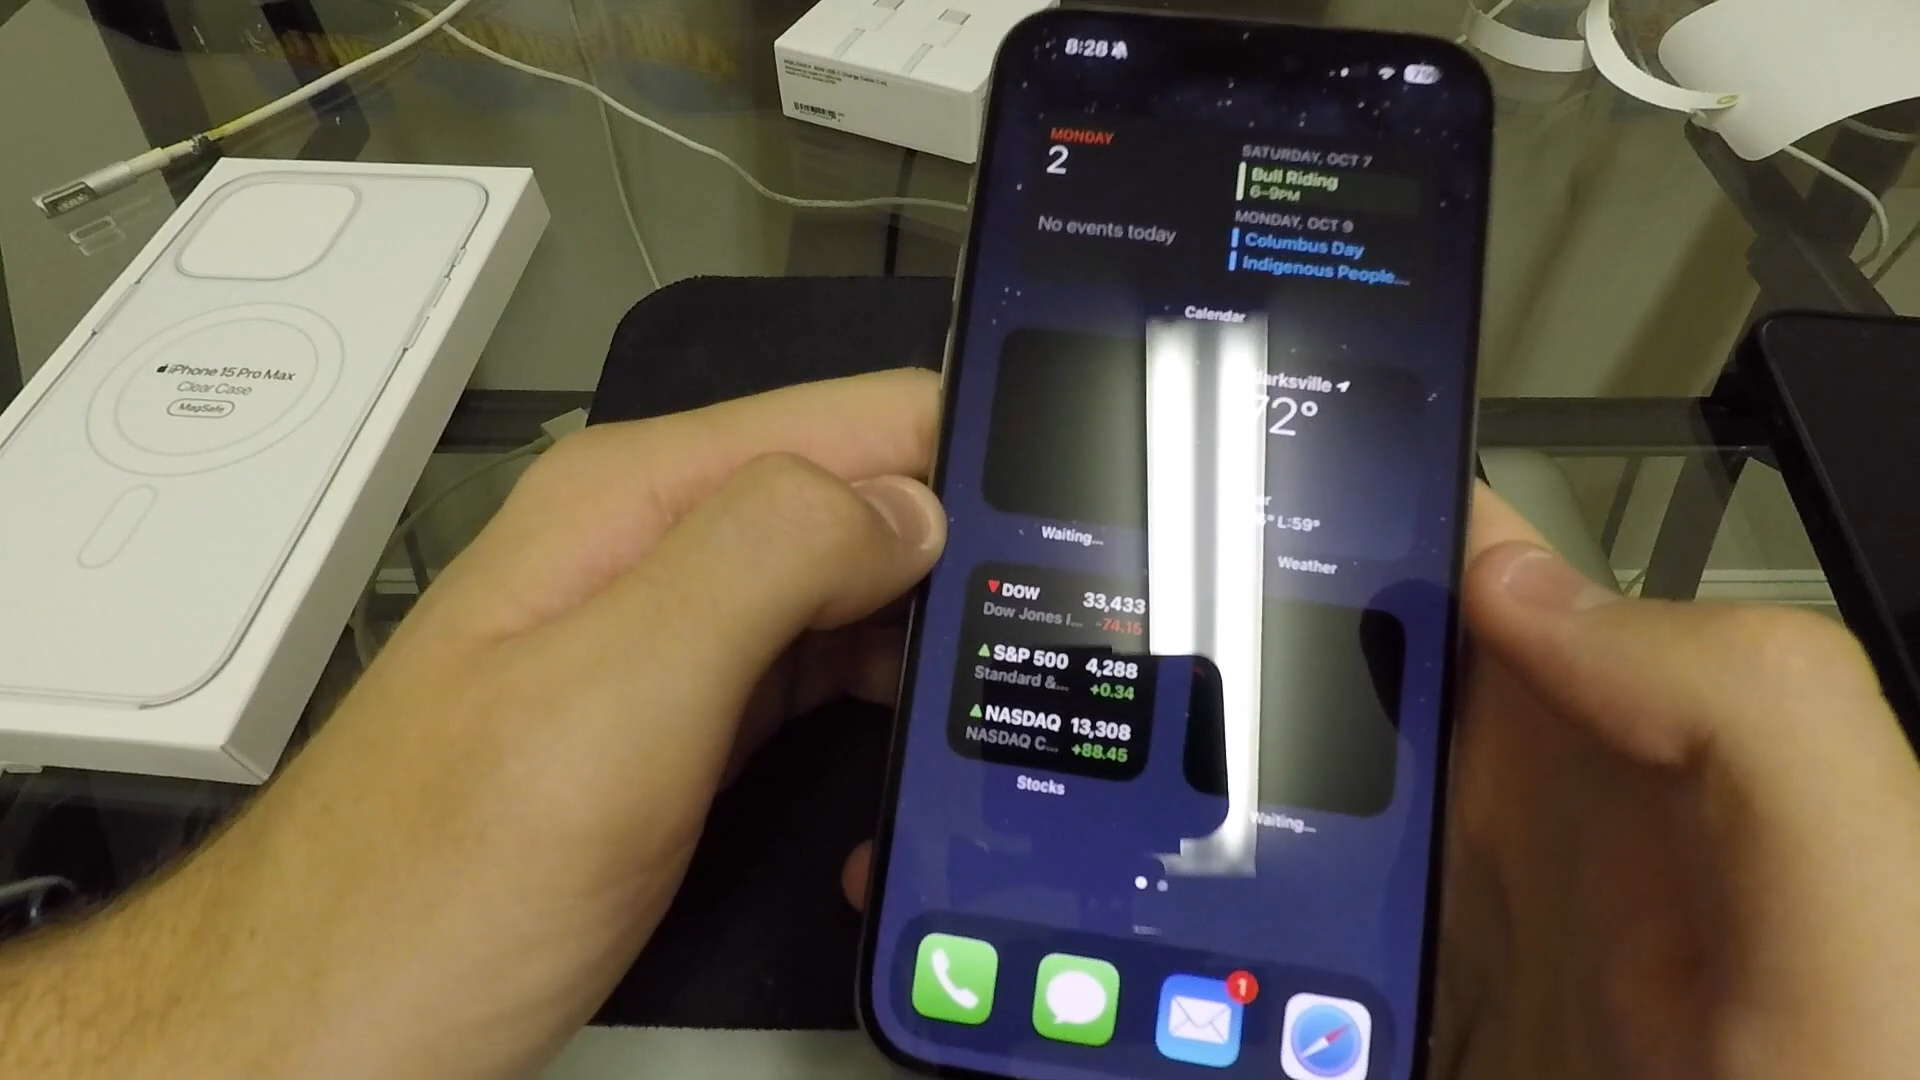 8:28
MONDAY
2
No events today
SATURDAY, OCT 7
Bull Riding
6–9PM
MONDAY, OCT 9
Columbus Day
Indigenous People...
Calendar
iPhone 15 Pro Max
Clear Case
MagSafe
arksville
72°
L:59°
Waiting...
Weather
DOW 33,433
Dow Jones I... -74.15
S&P 500 4,288
Standard &... +0.34
NASDAQ 13,308
NASDAQ C... +88.45
Stocks
Waiting...
1